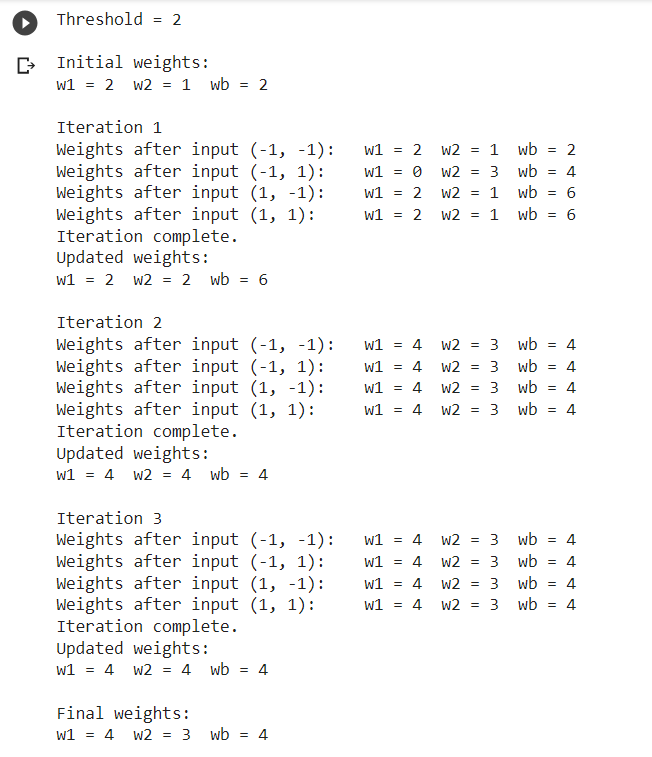 Threshold = 2
Initial weights:
w1 = 2  w2 = 1  wb = 2
Iteration 1
Weights after input (-1, -1):   w1 = 2  w2 = 1  wb = 2
Weights after input (-1, 1):    w1 = 0  w2 = 3  wb = 4
Weights after input (1, -1):    w1 = 2  w2 = 1  wb = 6
Weights after input (1, 1):     w1 = 2  w2 = 1  wb = 6
Iteration complete.
Updated weights:
w1 = 2  w2 = 2  wb = 6
Iteration 2
Weights after input (-1, -1):   w1 = 4  w2 = 3  wb = 4
Weights after input (-1, 1):    w1 = 4  w2 = 3  wb = 4
Weights after input (1, -1):    w1 = 4  w2 = 3  wb = 4
Weights after input (1, 1):     w1 = 4  w2 = 3  wb = 4
Iteration complete.
Updated weights:
w1 = 4  w2 = 4  wb = 4
Iteration 3
Weights after input (-1, -1):   w1 = 4  w2 = 3  wb = 4
Weights after input (-1, 1):    w1 = 4  w2 = 3  wb = 4
Weights after input (1, -1):    w1 = 4  w2 = 3  wb = 4
Weights after input (1, 1):     w1 = 4  w2 = 3  wb = 4
Iteration complete.
Updated weights:
w1 = 4  w2 = 4  wb = 4
Final weights:
w1 = 4  w2 = 3  wb = 4